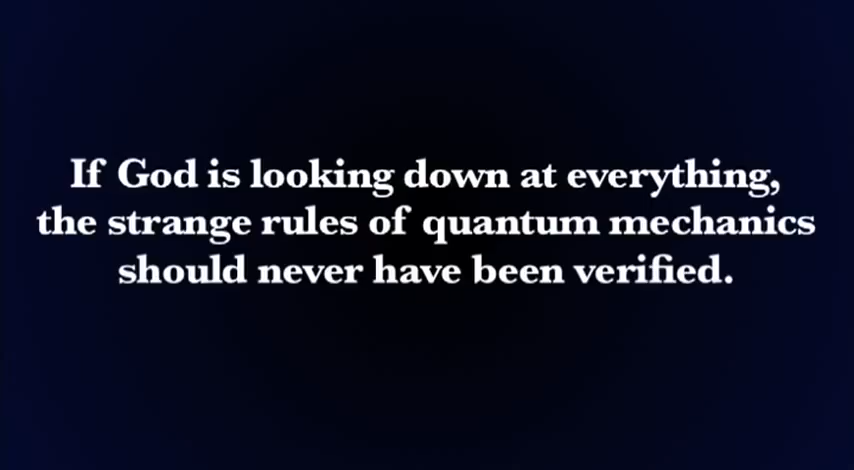 If God is looking down at everything,
the strange rules of quantum mechanics
should never have been verified.